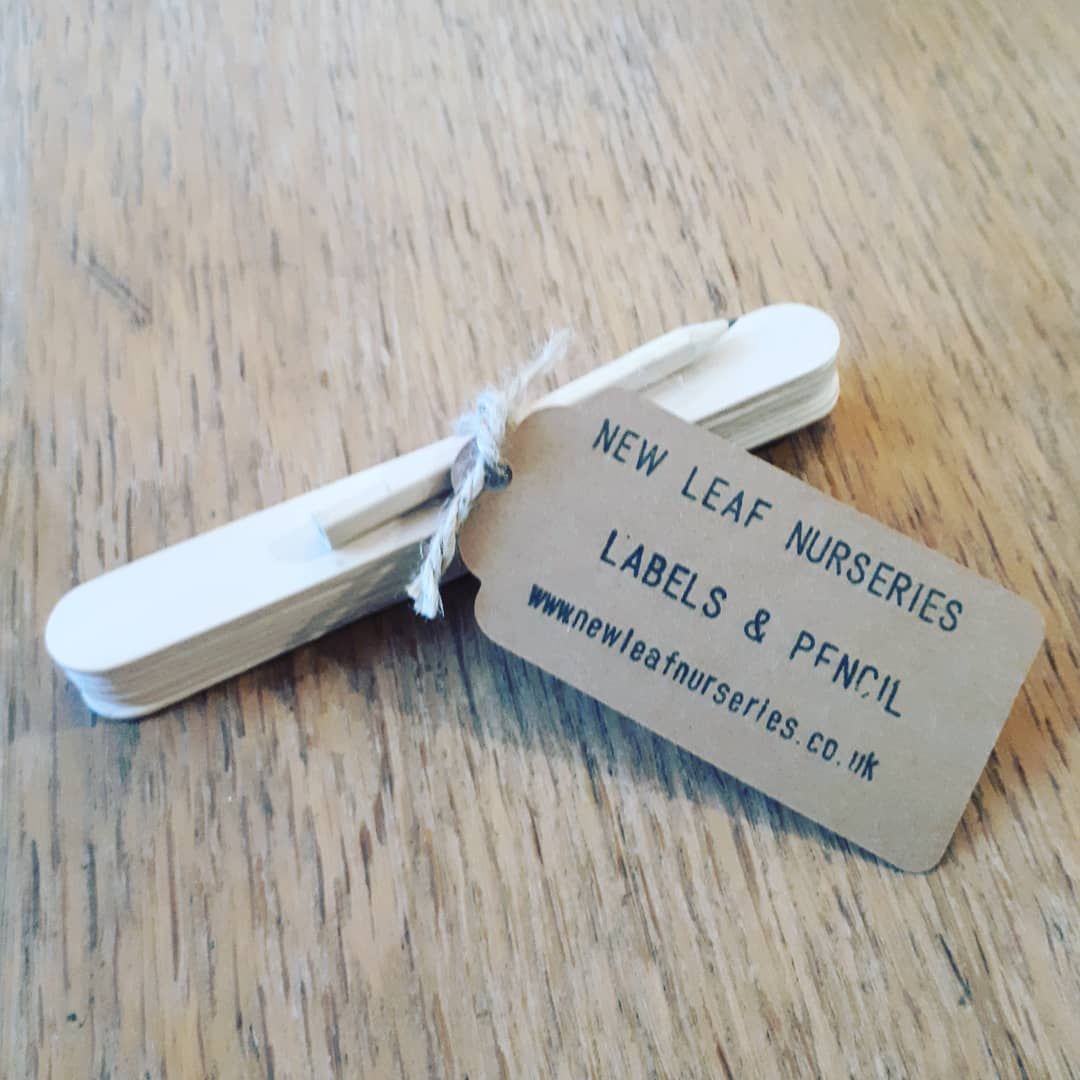 NEW LEAF NURSERIES
LABELS & PENCIL
www.newleafnurseries.co.uk